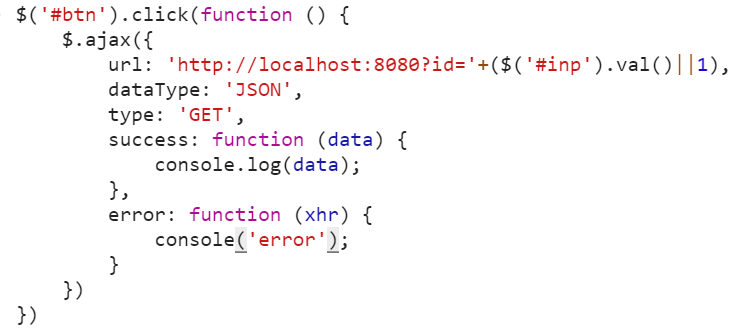 $('#btn').click(function () {
    $.ajax({
        url: 'http://localhost:8080?id='+($('#inp').val()||1),
        dataType: 'JSON',
        type: 'GET',
        success: function (data) {
            console.log(data);
        },
        error: function (xhr) {
            console('error');
        }
    })
})